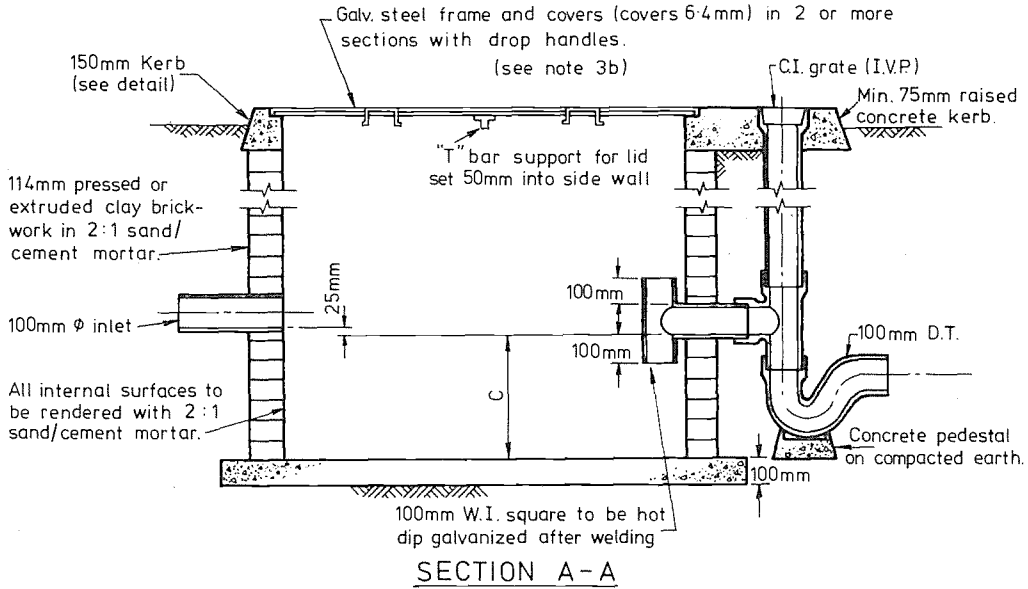 Galv. steel frame and covers (covers 6·4mm) in 2 or more
sections with drop handles.
(see note 3b)
150mm Kerb
(see detail)
C.I. grate (I.V.P.)
Min. 75mm raised
concrete kerb.
"T" bar support for lid
set 50mm into side wall
114mm pressed or
extruded clay brick-
work in 2:1 sand/
cement mortar.
25mm
100mm
100mm ϕ inlet
100mm
100mm D.T.
All internal surfaces to
be rendered with 2:1
sand/cement mortar.
C
Concrete pedestal
on compacted earth.
100mm
100mm W.I. square to be hot
dip galvanized after welding
SECTION A-A